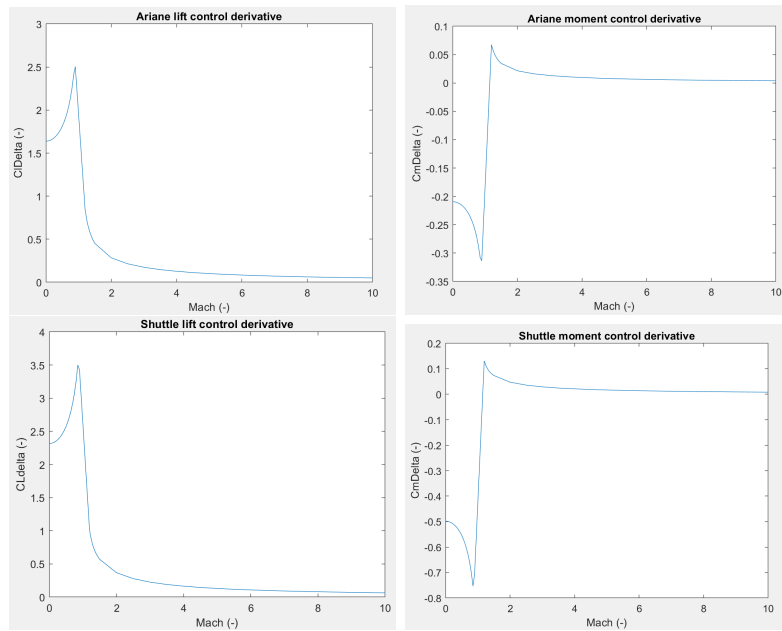 Ariane lift control derivative
3
2.5
2
1.5
1
0.5
0
ClDelta (-)
0 2 4 6 8 10
Mach (-)
Ariane moment control derivative
0.1
0.05
0
-0.05
-0.1
-0.15
-0.2
-0.25
-0.3
-0.35
CmDelta (-)
0 2 4 6 8 10
Mach (-)
Shuttle lift control derivative
4
3.5
3
2.5
2
1.5
1
0.5
0
CLdelta (-)
0 2 4 6 8 10
Mach (-)
Shuttle moment control derivative
0.2
0.1
0
-0.1
-0.2
-0.3
-0.4
-0.5
-0.6
-0.7
-0.8
CmDelta (-)
0 2 4 6 8 10
Mach (-)